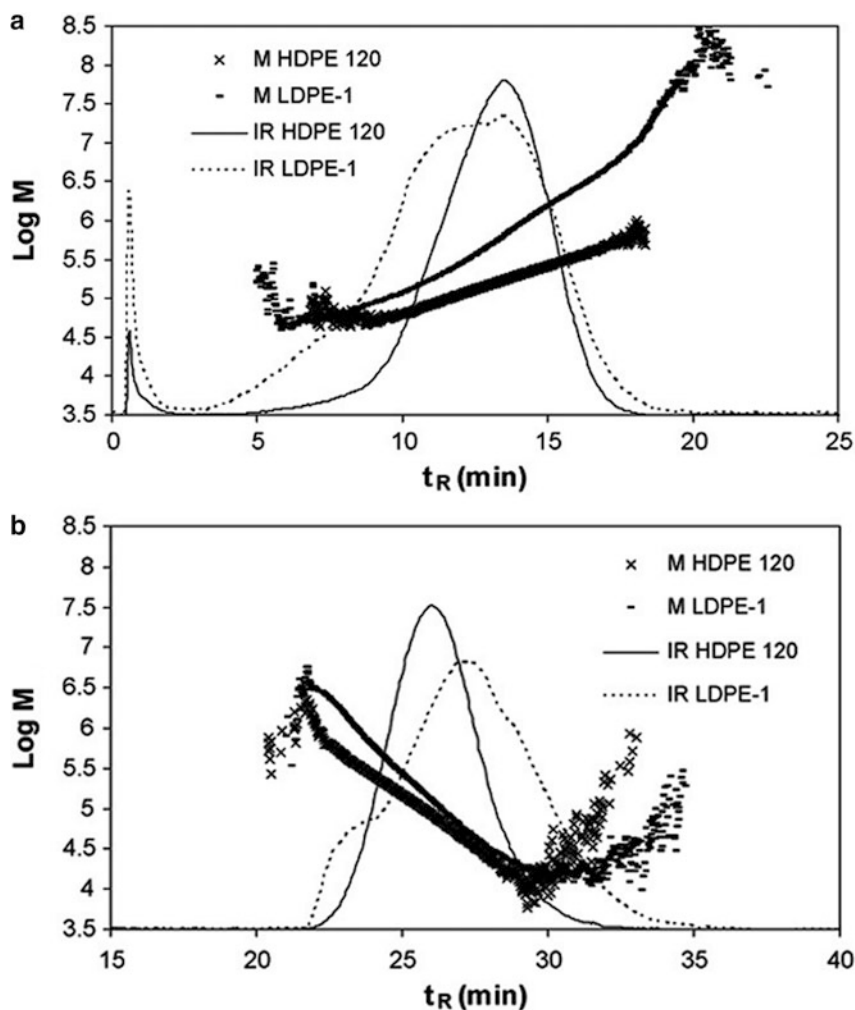 a
8.5
8
7.5
7
6.5
6
5.5
5
4.5
4
3.5
Log M
× M HDPE 120
- M LDPE-1
IR HDPE 120
IR LDPE-1
0 5 10 15 20 25
tR (min)
b
8.5
8
7.5
7
6.5
6
5.5
5
4.5
4
3.5
Log M
M HDPE 120 ×
M LDPE-1 -
IR HDPE 120
IR LDPE-1
15 20 25 30 35 40
tR (min)